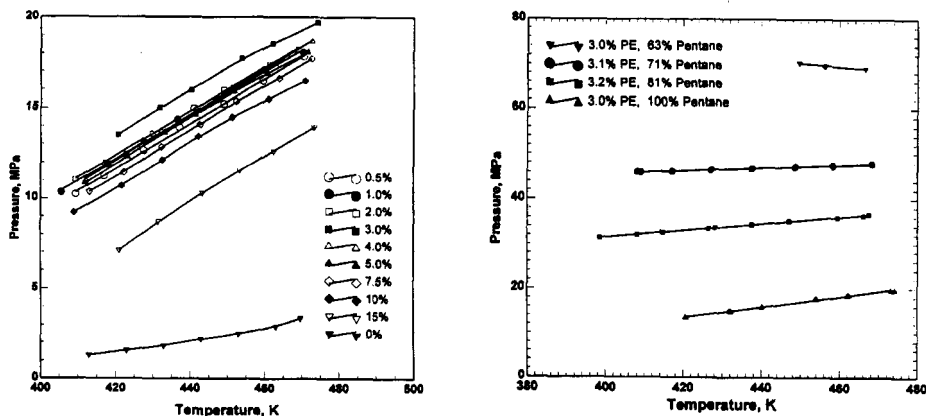 20
15
10
5
0
Pressure, MPa
0.5%
1.0%
2.0%
3.0%
4.0%
5.0%
7.5%
10%
15%
0%
400 420 440 460 480 500
Temperature, K
80
60
40
20
0
Pressure, MPa
3.0% PE, 63% Pentane
3.1% PE, 71% Pentane
3.2% PE, 81% Pentane
3.0% PE, 100% Pentane
380 400 420 440 460 480
Temperature, K